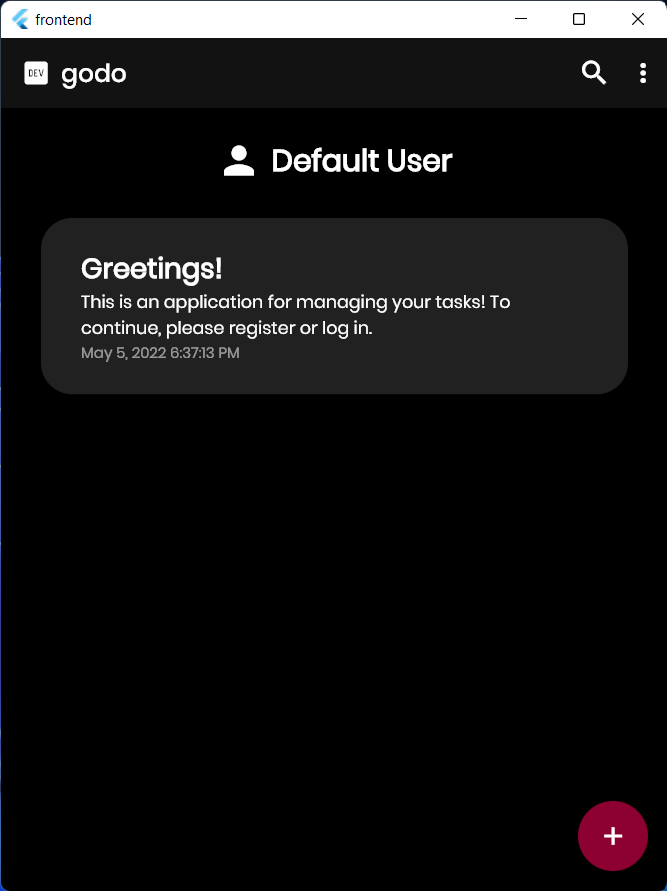 frontend
DEV godo
Default User
Greetings!
This is an application for managing your tasks! To
continue, please register or log in.
May 5, 2022 6:37:13 PM